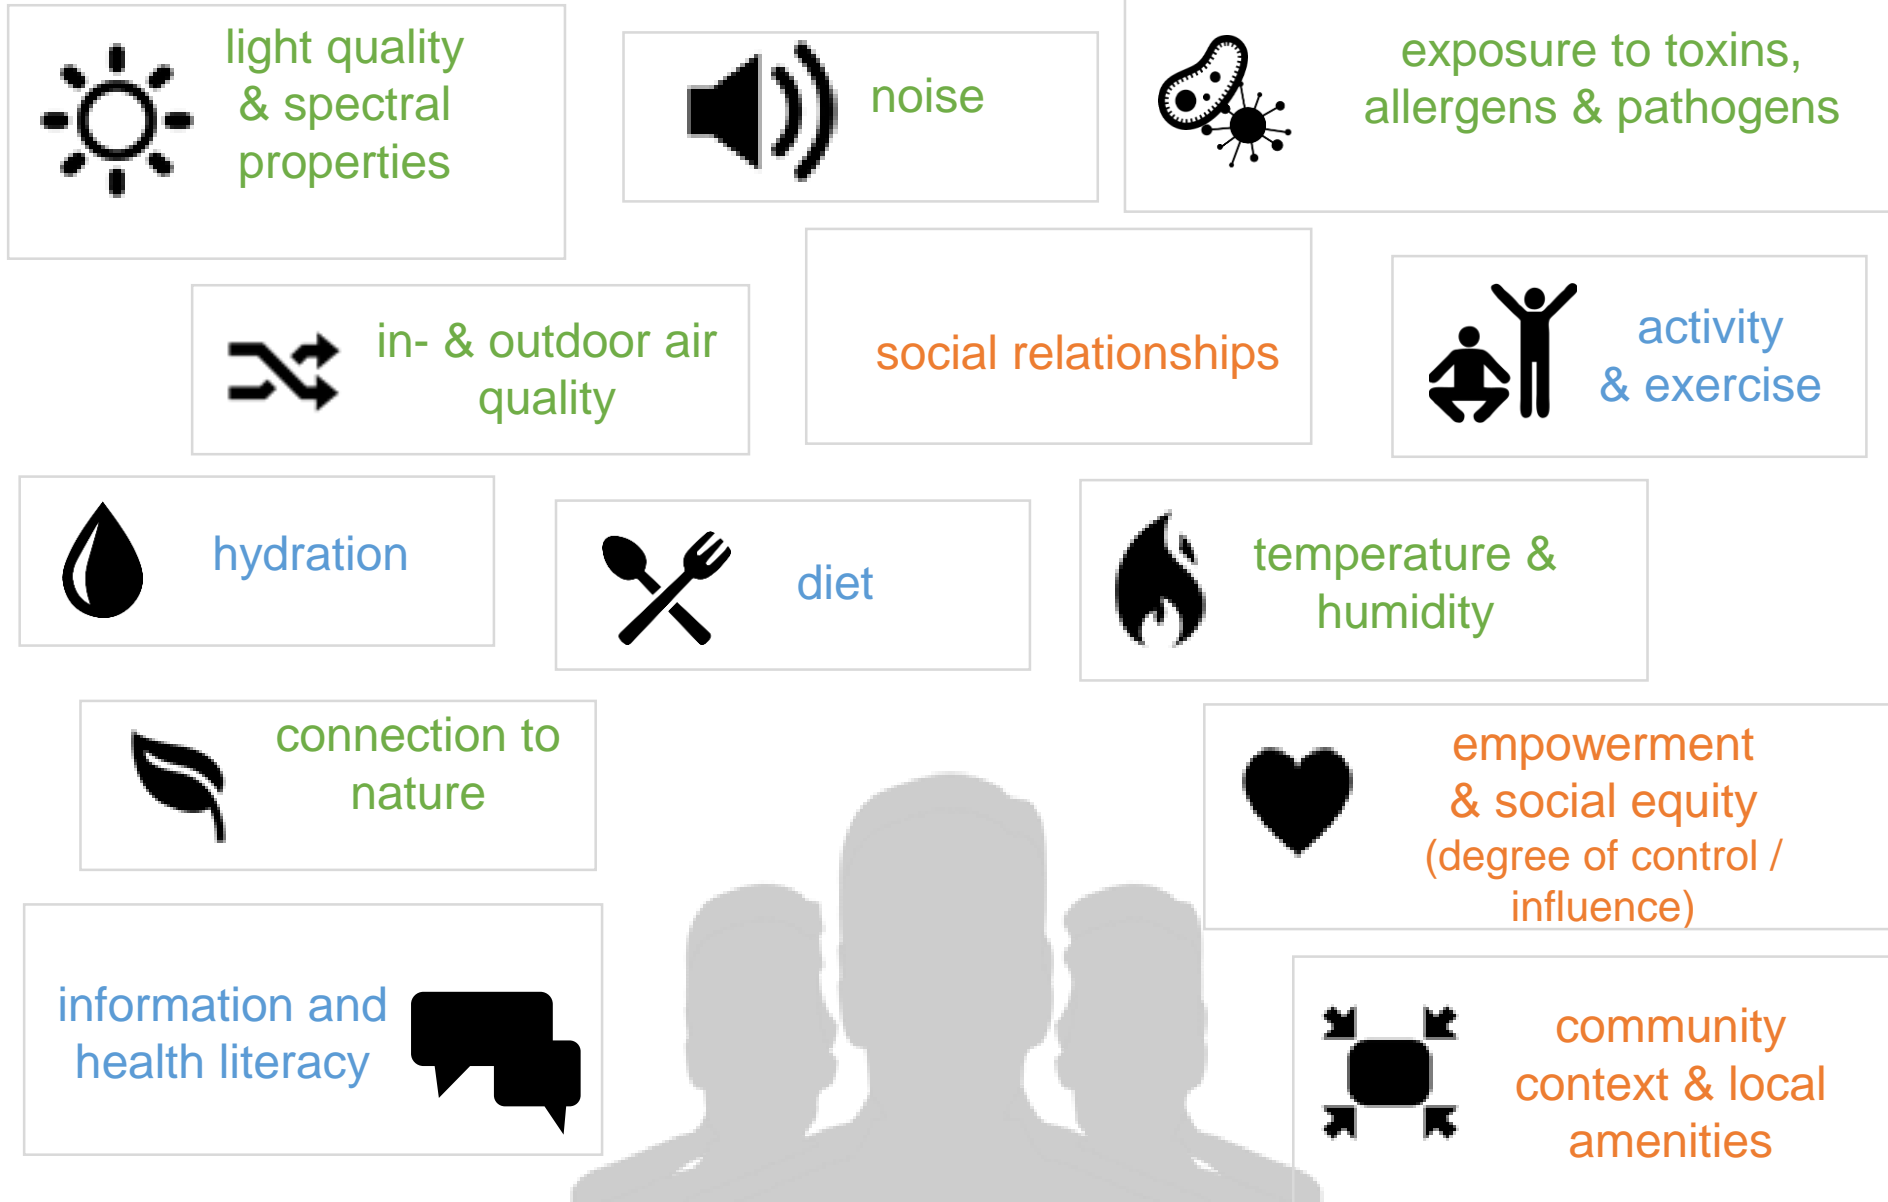 light quality
& spectral
properties
noise
exposure to toxins,
allergens & pathogens
in- & outdoor air
quality
social relationships
activity
& exercise
hydration
diet
temperature &
humidity
connection to
nature
empowerment
& social equity
(degree of control /
influence)
information and
health literacy
community
context & local
amenities